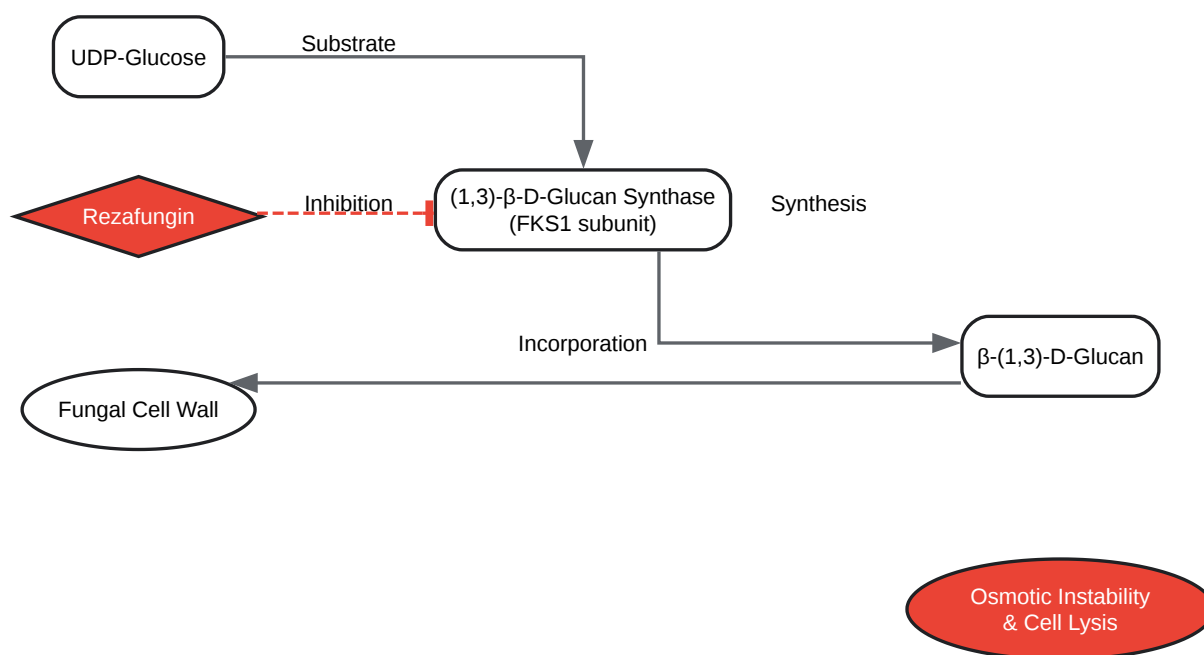 UDP-Glucose
Substrate
Rezafungin
Inhibition
(1,3)-β-D-Glucan Synthase
(FKS1 subunit)
Synthesis
Incorporation
β-(1,3)-D-Glucan
Fungal Cell Wall
Osmotic Instability
& Cell Lysis